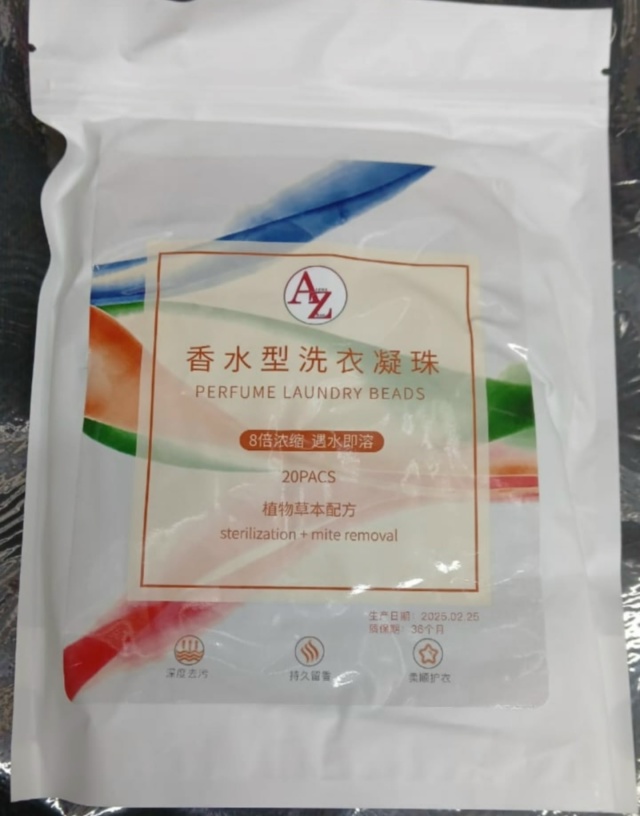 AZ
香水型洗衣凝珠
PERFUME LAUNDRY BEADS
8倍浓缩 遇水即溶
20PACS
植物草本配方
sterilization + mite removal
生产日期：2025.02.25
质保期：36个月
深度去污
持久留香
柔顺护衣